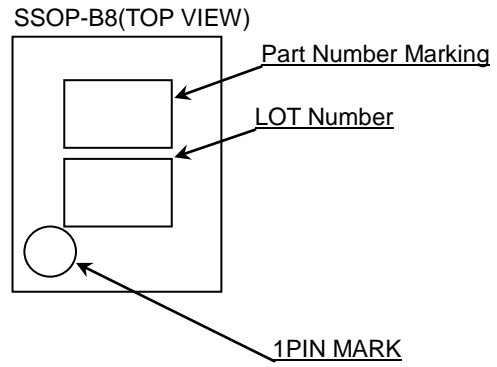 SSOP-B8(TOP VIEW)
Part Number Marking
LOT Number
1PIN MARK